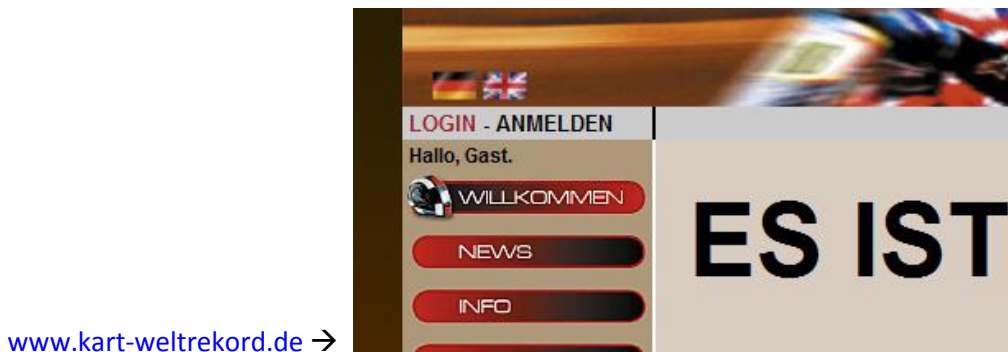 LOGIN - ANMELDEN
Hallo, Gast.
WILLKOMMEN
ES IST
NEWS
INFO
www.kart-weltrekord.de →